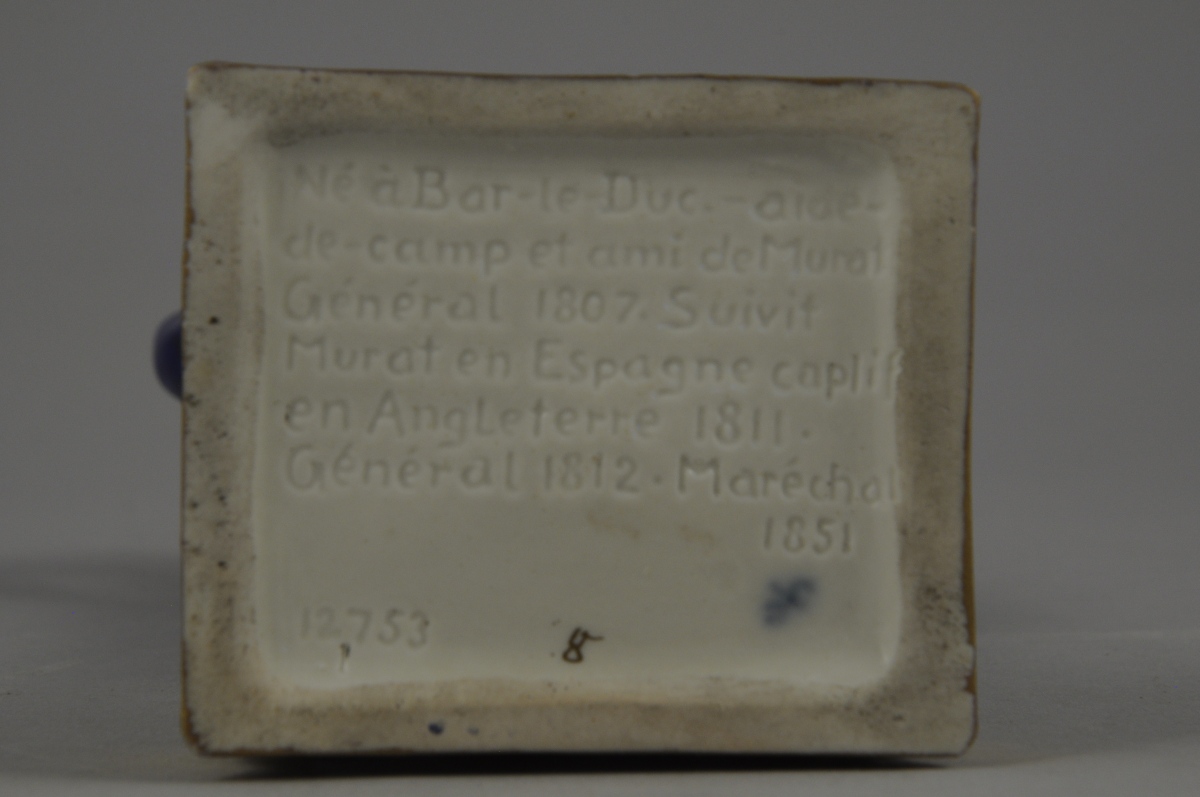 Né à Bar-le-Duc.-aide-
de-camp et ami de Murat
Général 1807. Suivit
Murat en Espagne captif
en Angleterre 1811.
Général 1812. Maréchal
1851
12753
8